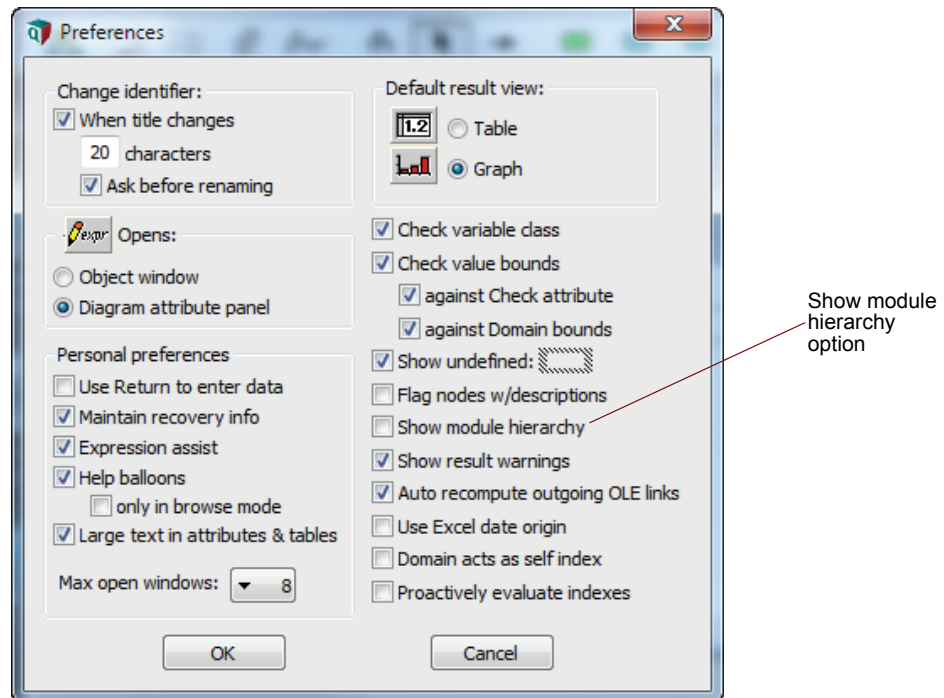 Preferences
x
Change identifier:
When title changes
20 characters
Ask before renaming
expr Opens:
Object window
Diagram attribute panel
Personal preferences
Use Return to enter data
Maintain recovery info
Expression assist
Help balloons
only in browse mode
Large text in attributes & tables
Max open windows: 8
Default result view:
1.2 Table
Graph
Check variable class
Check value bounds
against Check attribute
against Domain bounds
Show undefined:
Flag nodes w/descriptions
Show module hierarchy
Show result warnings
Auto recompute outgoing OLE links
Use Excel date origin
Domain acts as self index
Proactively evaluate indexes
OK
Cancel
Show module
hierarchy
option